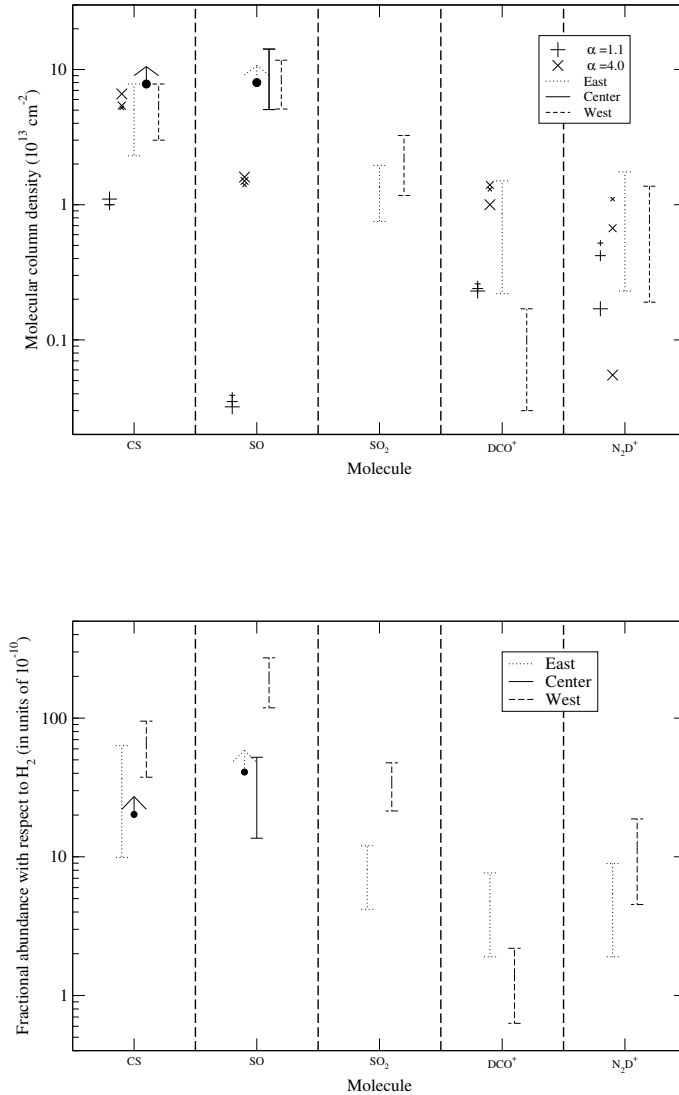 10
1
0.1
Molecular column density (10^13 cm^-2)
α =1.1
α =4.0
East
Center
West
CS
SO
SO₂
DCO⁺
N₂D⁺
Molecule
100
10
1
Fractional abundance with respect to H₂ (in units of 10^-10)
East
Center
West
CS
SO
SO₂
DCO⁺
N₂D⁺
Molecule